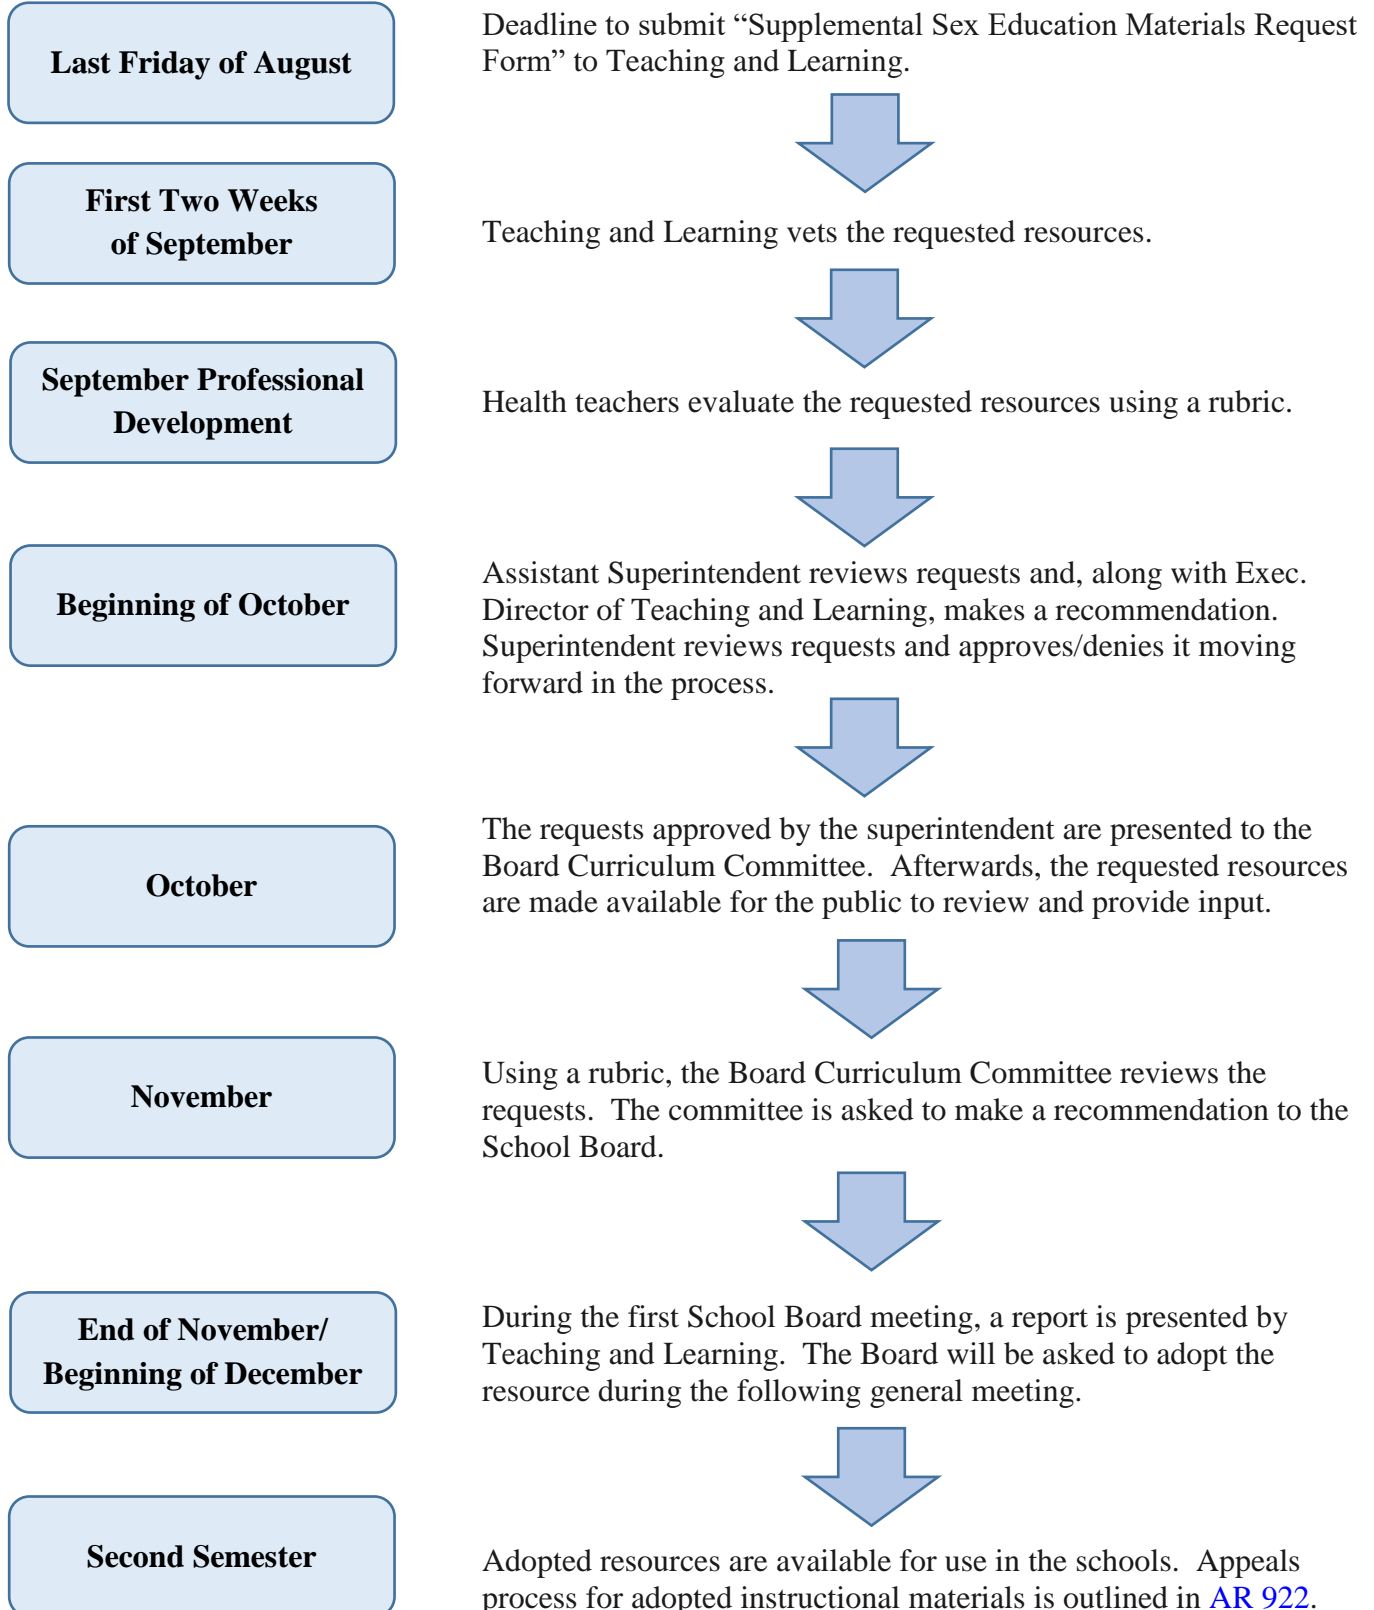 Last Friday of August
Deadline to submit “Supplemental Sex Education Materials Request
Form” to Teaching and Learning.
First Two Weeks
of September
Teaching and Learning vets the requested resources.
September Professional
Development
Health teachers evaluate the requested resources using a rubric.
Beginning of October
Assistant Superintendent reviews requests and, along with Exec.
Director of Teaching and Learning, makes a recommendation.
Superintendent reviews requests and approves/denies it moving
forward in the process.
October
The requests approved by the superintendent are presented to the
Board Curriculum Committee.  Afterwards, the requested resources
are made available for the public to review and provide input.
November
Using a rubric, the Board Curriculum Committee reviews the
requests.  The committee is asked to make a recommendation to the
School Board.
End of November/
Beginning of December
During the first School Board meeting, a report is presented by
Teaching and Learning.  The Board will be asked to adopt the
resource during the following general meeting.
Second Semester
Adopted resources are available for use in the schools.  Appeals
process for adopted instructional materials is outlined in AR 922.